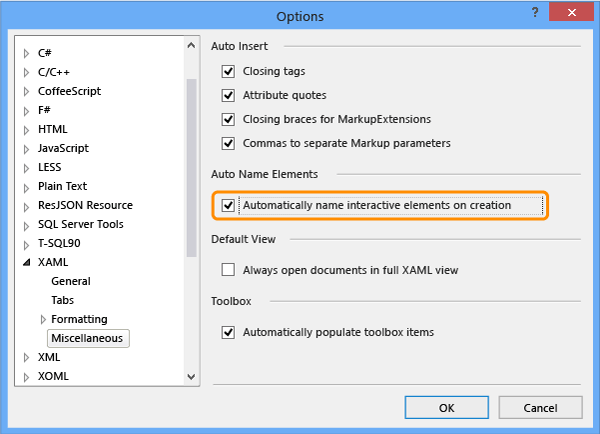 Options
?
C#
C/C++
CoffeeScript
F#
HTML
JavaScript
LESS
Plain Text
ResJSON Resource
SQL Server Tools
T-SQL90
XAML
General
Tabs
Formatting
Miscellaneous
XML
XOML
Auto Insert
Closing tags
Attribute quotes
Closing braces for MarkupExtensions
Commas to separate Markup parameters
Auto Name Elements
Automatically name interactive elements on creation
Default View
Always open documents in full XAML view
Toolbox
Automatically populate toolbox items
OK
Cancel